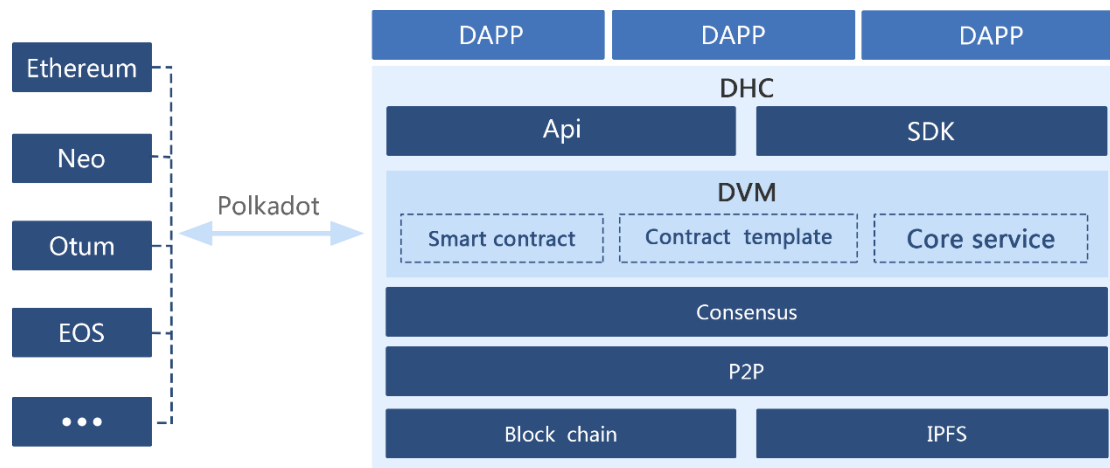 Ethereum
Neo
Otum
EOS
•••
Polkadot
DAPP DAPP DAPP
DHC
Api SDK
DVM
Smart contract Contract template Core service
Consensus
P2P
Block chain IPFS